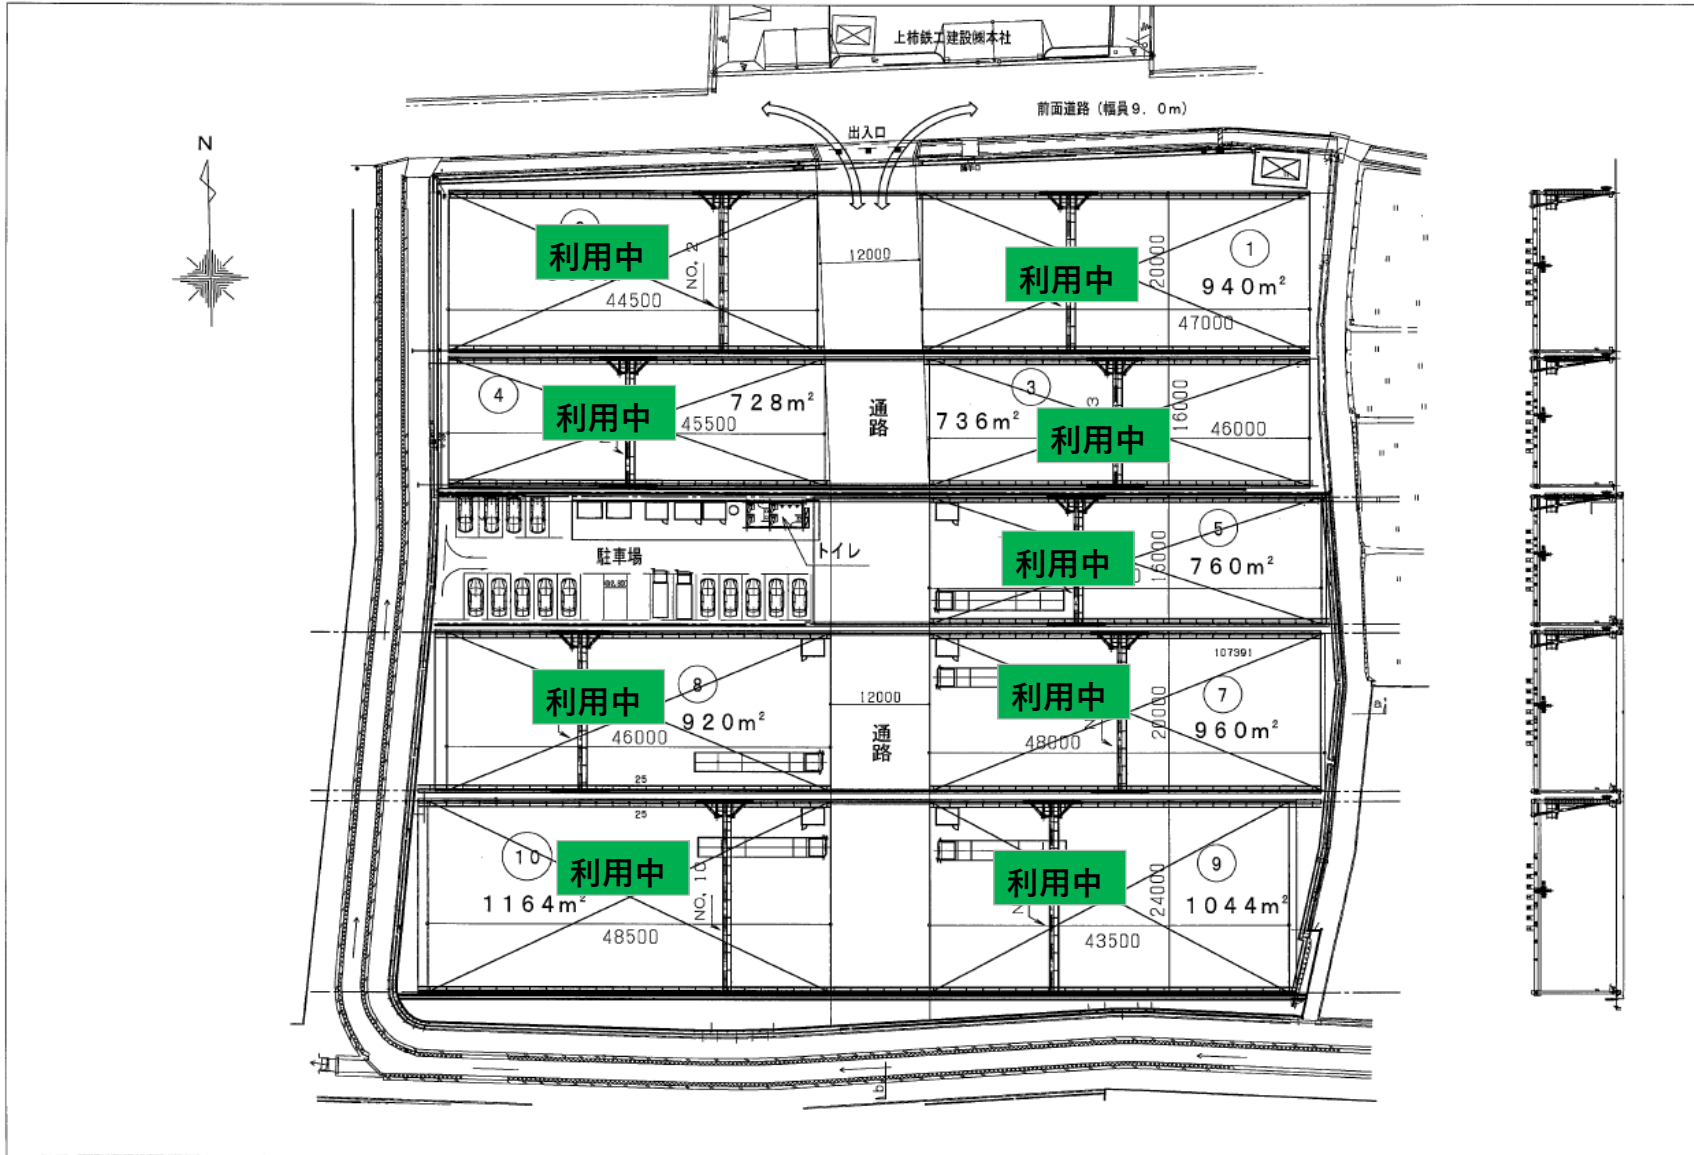 上柿鉄工建設㈱本社
前面道路（幅員９．０ｍ）
出入口
N
利用中
NO. 2
44500
12000
利用中
20000
①
940m²
47000
④
利用中
728m²
45500
通路
③
736m²
3
利用中
16000
46000
駐車場
トイレ
利用中
⑤
16000
760m²
利用中
⑧
920m²
46000
25
12000
通路
107391
利用中
⑦
20000
960m²
48000
a
25
⑩
利用中
1164m²
NO. 10
48500
利用中
⑨
24000
1044m²
43500
b